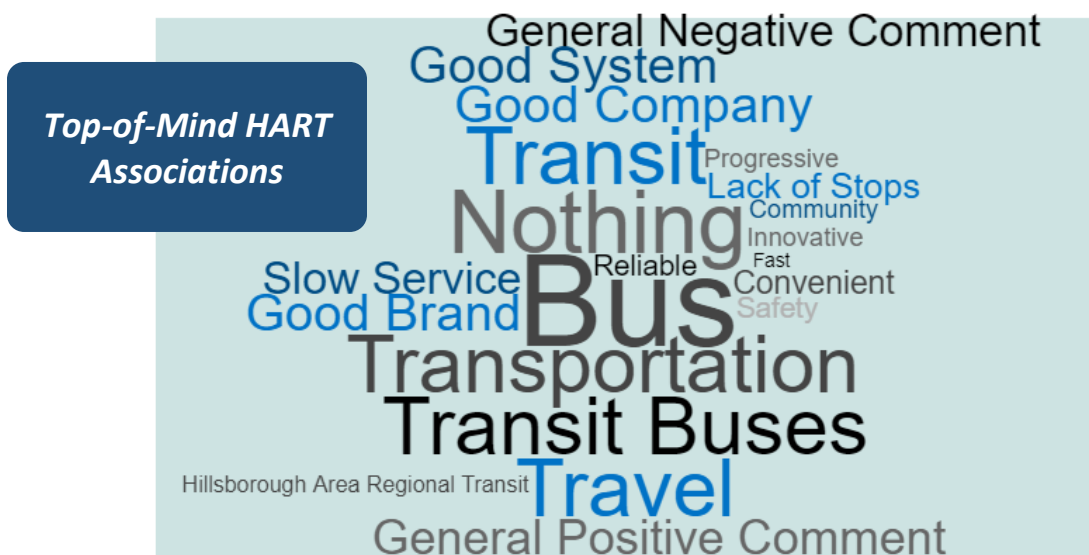 General Negative Comment
Good System
Top-of-Mind HART
Associations
Good Company
Transit
Progressive
Lack of Stops
Nothing
Community
Innovative
Reliable
Fast
Slow Service
Bus
Convenient
Good Brand
Safety
Transportation
Transit Buses
Hillsborough Area Regional Transit
Travel
General Positive Comment